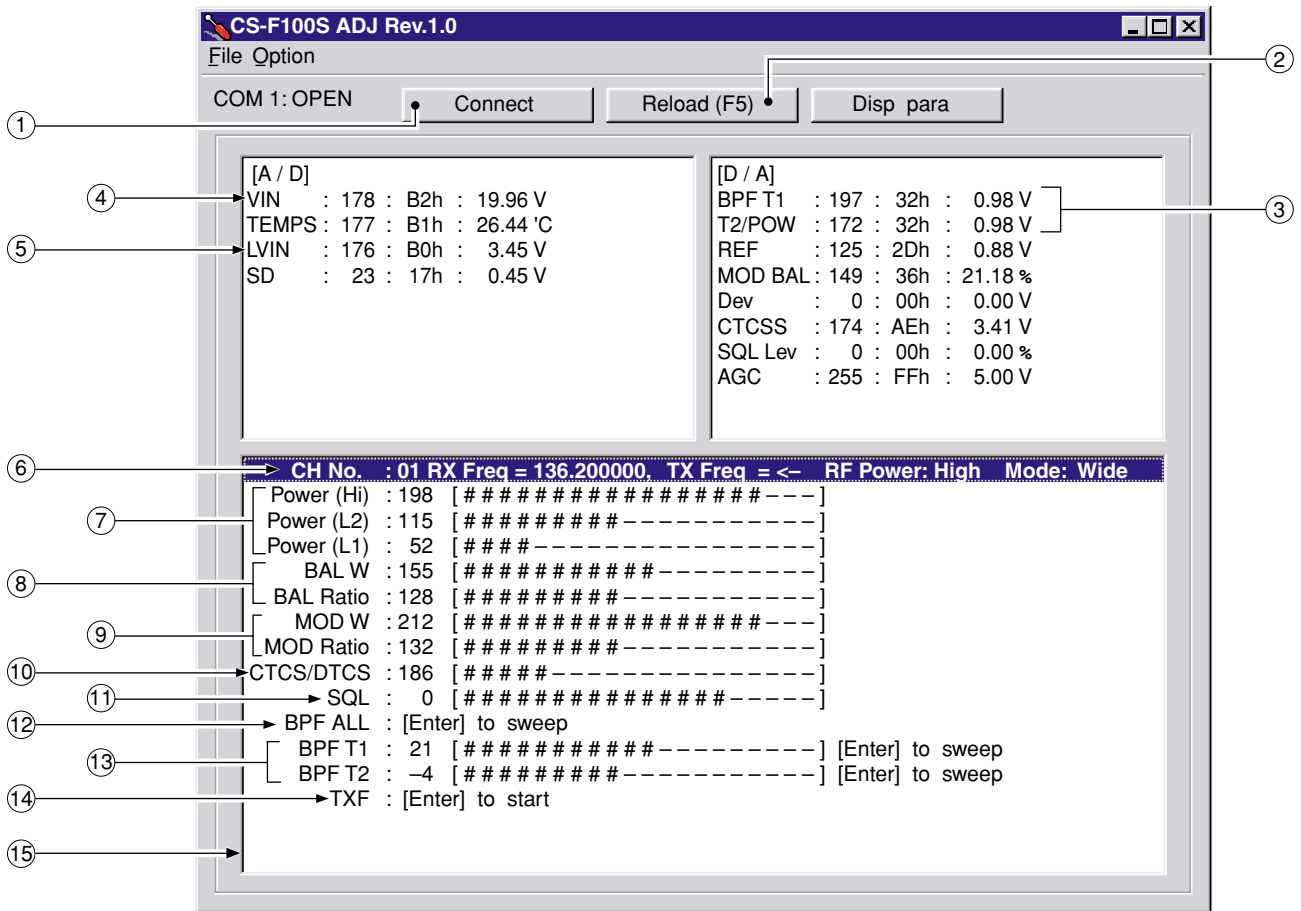 CS-F100S ADJ Rev.1.0
File Option
②
COM 1: OPEN Connect Reload (F5) Disp para
①
[A / D] [D / A]
④ VIN : 178 : B2h : 19.96 V BPF T1 : 197 : 32h : 0.98 V
TEMPS : 177 : B1h : 26.44 'C T2/POW : 172 : 32h : 0.98 V ③
⑤ LVIN : 176 : B0h : 3.45 V REF : 125 : 2Dh : 0.88 V
SD : 23 : 17h : 0.45 V MOD BAL : 149 : 36h : 21.18 %
Dev : 0 : 00h : 0.00 V
CTCSS : 174 : AEh : 3.41 V
SQL Lev : 0 : 00h : 0.00 %
AGC : 255 : FFh : 5.00 V
⑥ CH No. : 01 RX Freq = 136.200000, TX Freq = <– RF Power: High Mode: Wide
Power (Hi) : 198 [# # # # # # # # # # # # # # # # # – – –]
⑦ Power (L2) : 115 [# # # # # # # # # – – – – – – – – – – –]
Power (L1) : 52 [# # # # – – – – – – – – – – – – – – – –]
BAL W : 155 [# # # # # # # # # # # – – – – – – – – –]
⑧ BAL Ratio : 128 [# # # # # # # # # – – – – – – – – – – –]
MOD W : 212 [# # # # # # # # # # # # # # # # # – – –]
⑨ MOD Ratio : 132 [# # # # # # # # # – – – – – – – – – – –]
⑩ CTCS/DTCS : 186 [# # # # # – – – – – – – – – – – – – – –]
⑪ SQL : 0 [# # # # # # # # # # # # # # # – – – – –]
⑫ BPF ALL : [Enter] to sweep
⑬ BPF T1 : 21 [# # # # # # # # # # # – – – – – – – – –] [Enter] to sweep
BPF T2 : –4 [# # # # # # # # # – – – – – – – – – – –] [Enter] to sweep
⑭ TXF : [Enter] to start
⑮